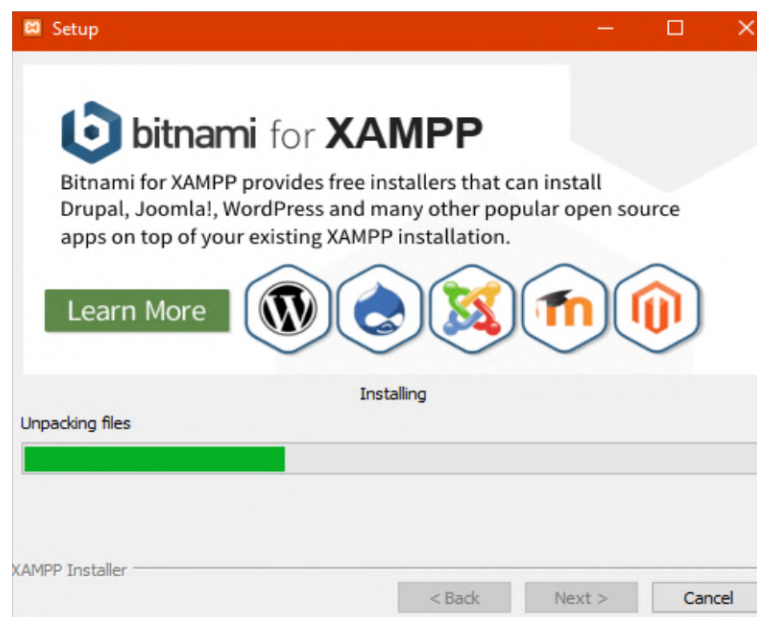 Setup
bitnami for XAMPP
Bitnami for XAMPP provides free installers that can install
Drupal, Joomla!, WordPress and many other popular open source
apps on top of your existing XAMPP installation.
Learn More
Installing
Unpacking files
XAMPP Installer
< Back Next > Cancel